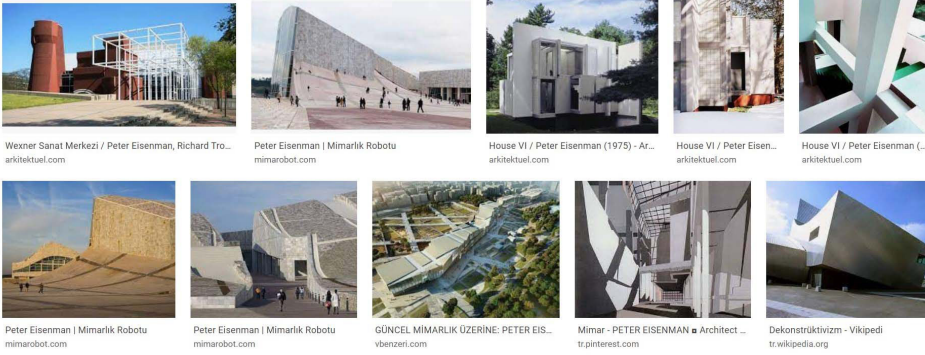 Wexner Sanat Merkezi / Peter Eisenman, Richard Tro...
arkitektuel.com
Peter Eisenman | Mimarlık Robotu
mimarobot.com
House VI / Peter Eisenman (1975) - Ar...
arkitektuel.com
House VI / Peter Eisen...
arkitektuel.com
House VI / Peter Eisenman (...
arkitektuel.com
Peter Eisenman | Mimarlık Robotu
mimarobot.com
Peter Eisenman | Mimarlık Robotu
mimarobot.com
GÜNCEL MİMARLIK ÜZERİNE: PETER EIS...
vbenzeri.com
Mimar - PETER EISENMAN ◘ Architect ...
tr.pinterest.com
Dekonstrüktivizm - Vikipedi
tr.wikipedia.org